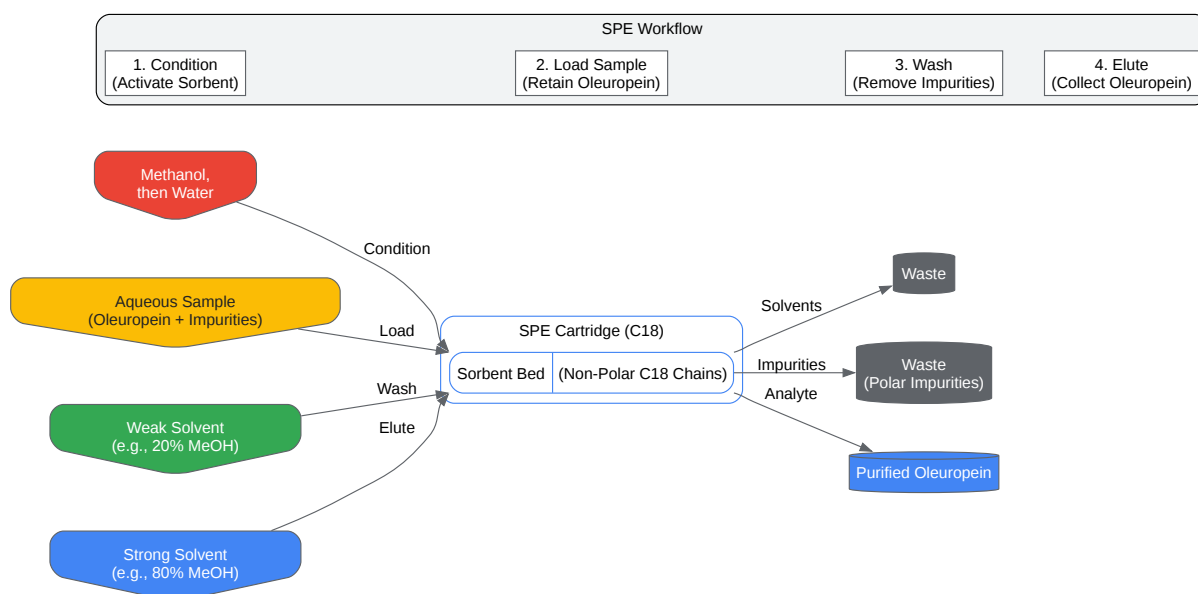 SPE Workflow
1. Condition
(Activate Sorbent)
2. Load Sample
(Retain Oleuropein)
3. Wash
(Remove Impurities)
4. Elute
(Collect Oleuropein)
Methanol,
then Water
Condition
Aqueous Sample
(Oleuropein + Impurities)
Load
Weak Solvent
(e.g., 20% MeOH)
Wash
Strong Solvent
(e.g., 80% MeOH)
Elute
SPE Cartridge (C18)
Sorbent Bed
(Non-Polar C18 Chains)
Solvents
Waste
Impurities
Waste
(Polar Impurities)
Analyte
Purified Oleuropein